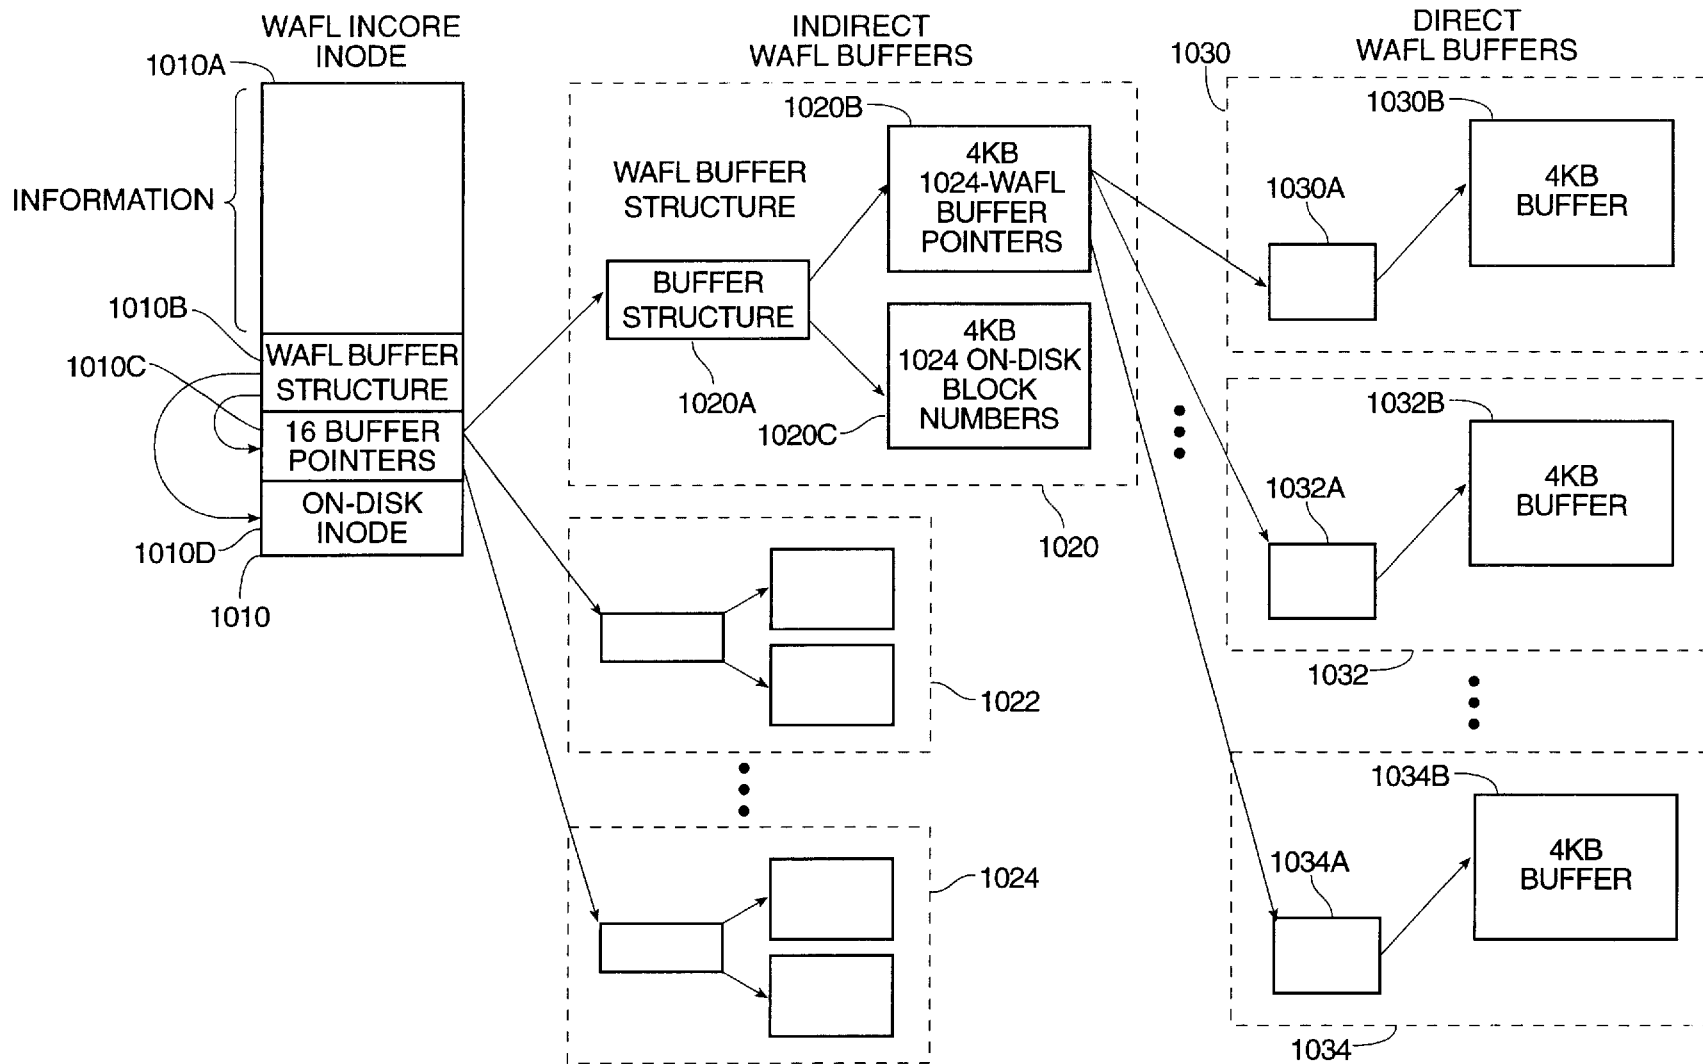 WAFL INCORE
INODE
1010A
INFORMATION
1010B
WAFL BUFFER
STRUCTURE
1010C
16 BUFFER
POINTERS
ON-DISK
INODE
1010D
1010
INDIRECT
WAFL BUFFERS
1020B
WAFL BUFFER
STRUCTURE
4KB
1024-WAFL
BUFFER
POINTERS
BUFFER
STRUCTURE
1020A
4KB
1024 ON-DISK
BLOCK
NUMBERS
1020C
1020
1022
1024
DIRECT
WAFL BUFFERS
1030
1030B
4KB
BUFFER
1030A
1032B
4KB
BUFFER
1032A
1032
1034B
4KB
BUFFER
1034A
1034